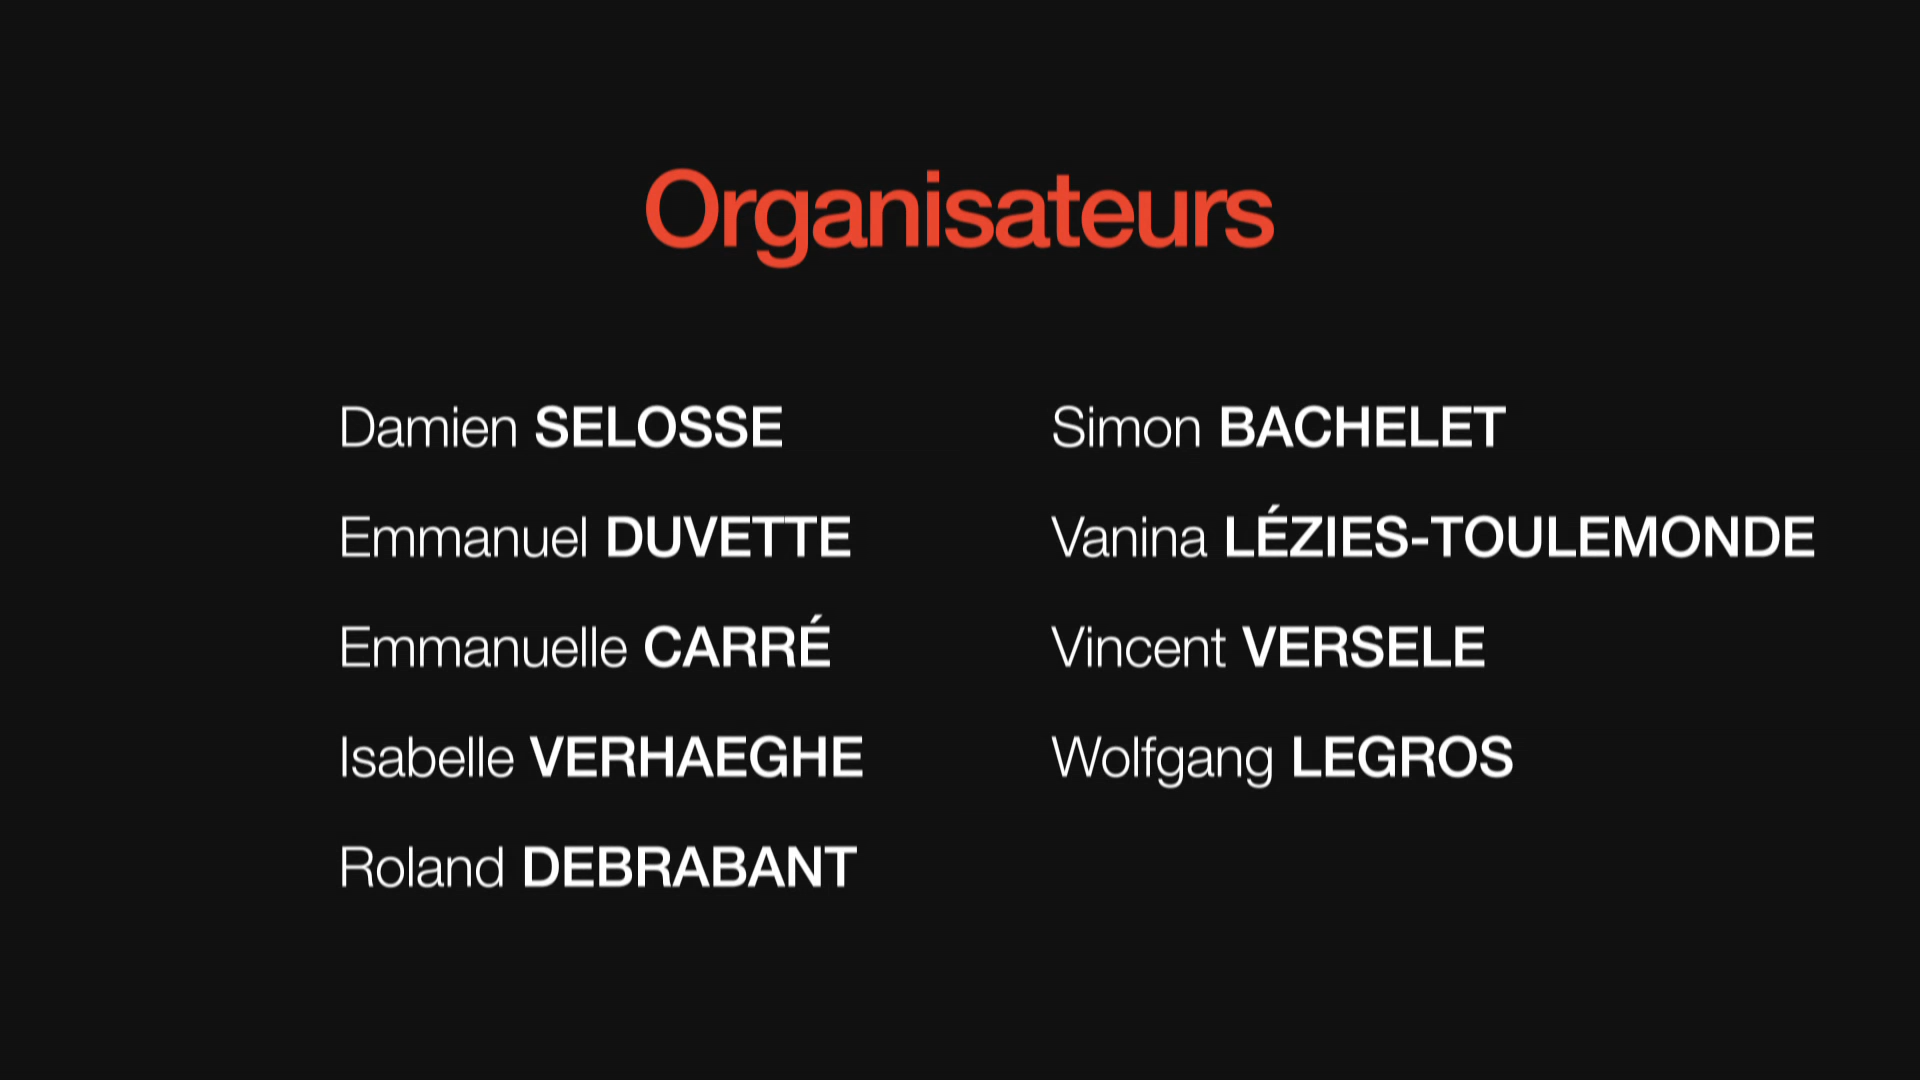 Organisateurs
Damien SELOSSE
Emmanuel DUVETTE
Emmanuelle CARRÉ
Isabelle VERHAEGHE
Roland DEBRABANT
Simon BACHELET
Vanina LÉZIES-TOULEMONDE
Vincent VERSELE
Wolfgang LEGROS